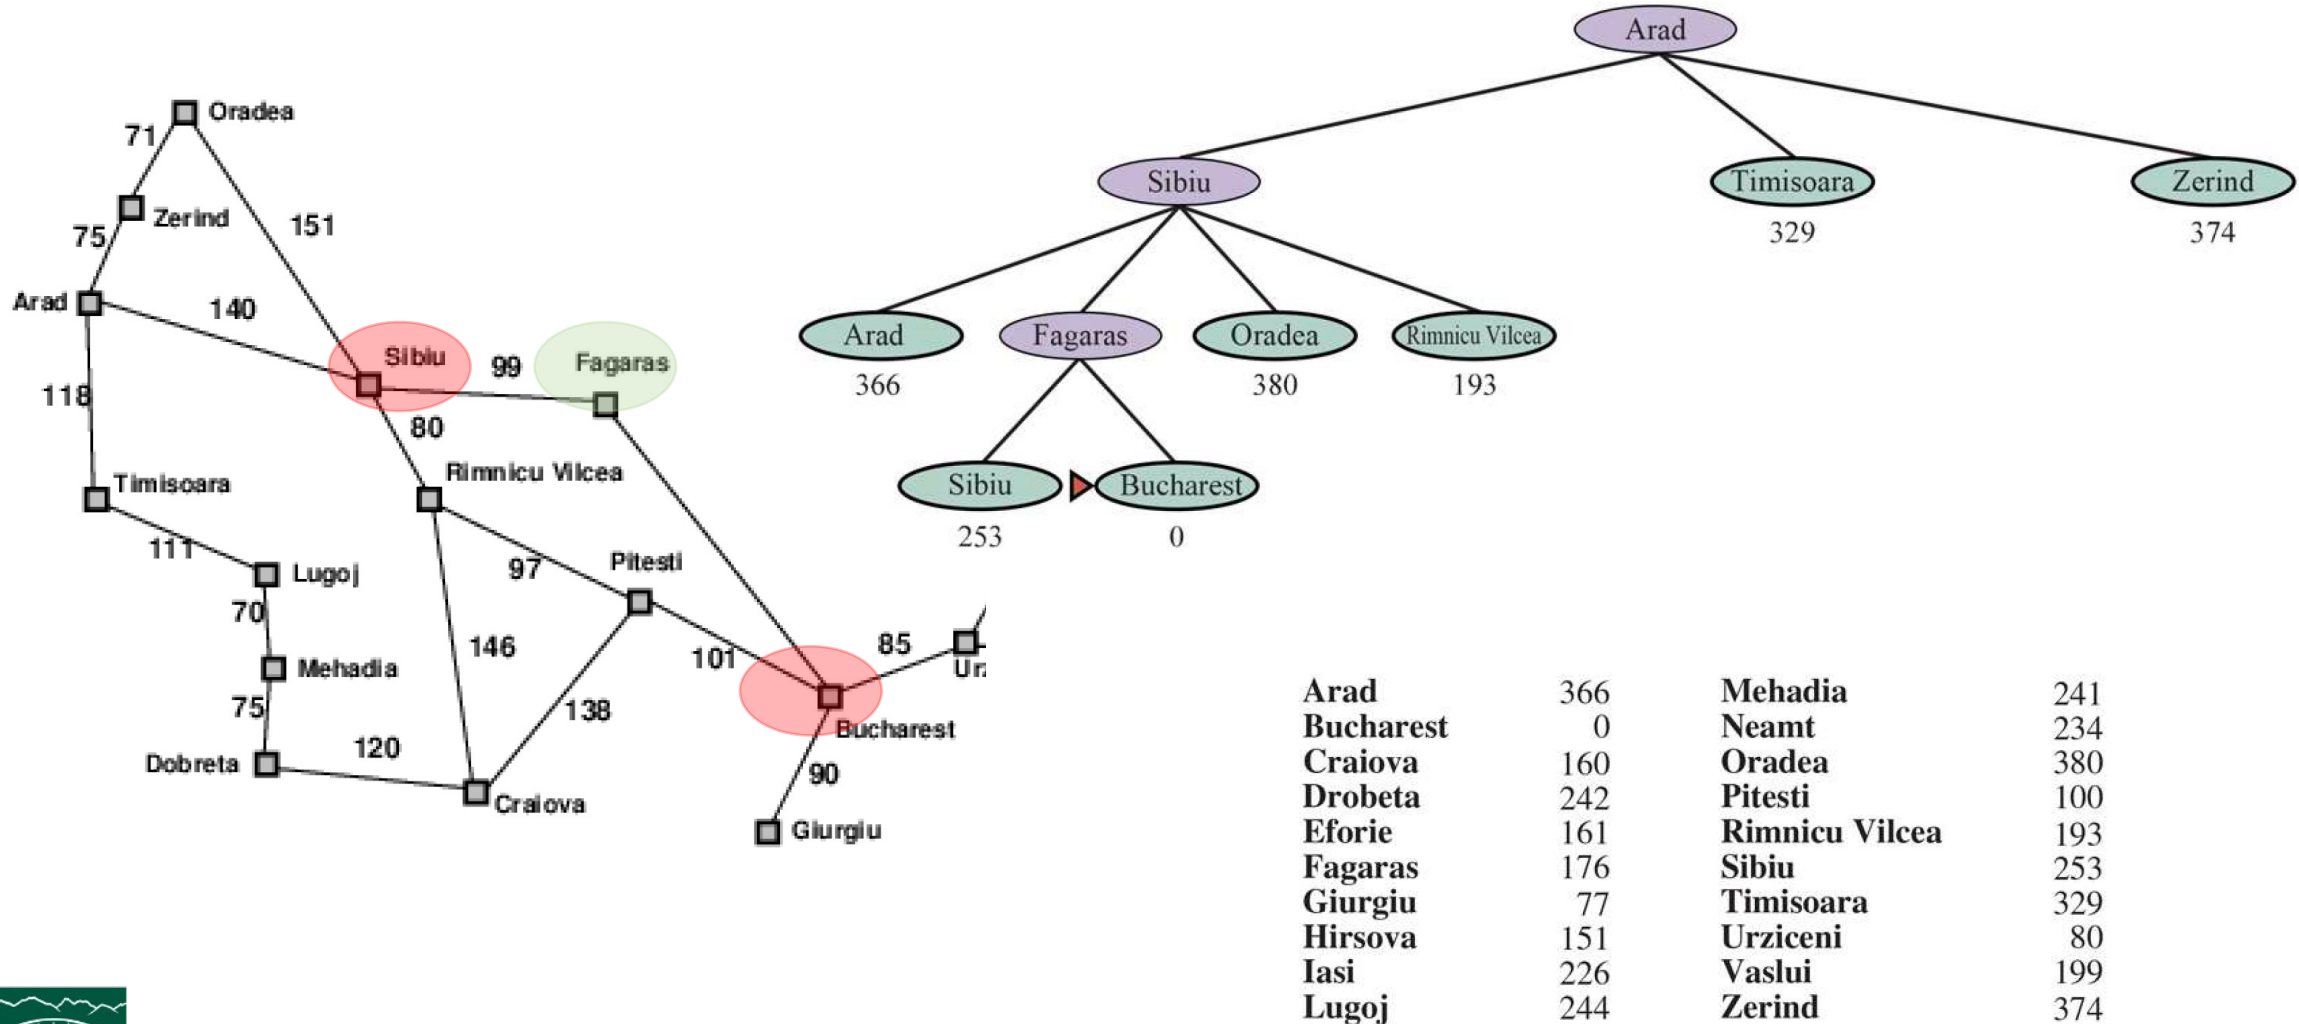 Oradea
71
Zerind
151
75
Arad
140
Sibiu
99
Fagaras
118
80
Rimnicu Vilcea
Timisoara
111
Lugoj
97
Pitesti
70
146
101
85
Mehadia
75
138
Bucharest
120
Dobreta
90
Craiova
Giurgiu
Arad
Sibiu
Timisoara
Zerind
329
374
Arad
Fagaras
Oradea
Rimnicu Vilcea
366
380
193
Sibiu
Bucharest
253
0
Arad 366 Mehadia 241
Bucharest 0 Neamt 234
Craiova 160 Oradea 380
Drobeta 242 Pitesti 100
Eforie 161 Rimnicu Vilcea 193
Fagaras 176 Sibiu 253
Giurgiu 77 Timisoara 329
Hirsova 151 Urziceni 80
Iasi 226 Vaslui 199
Lugoj 244 Zerind 374